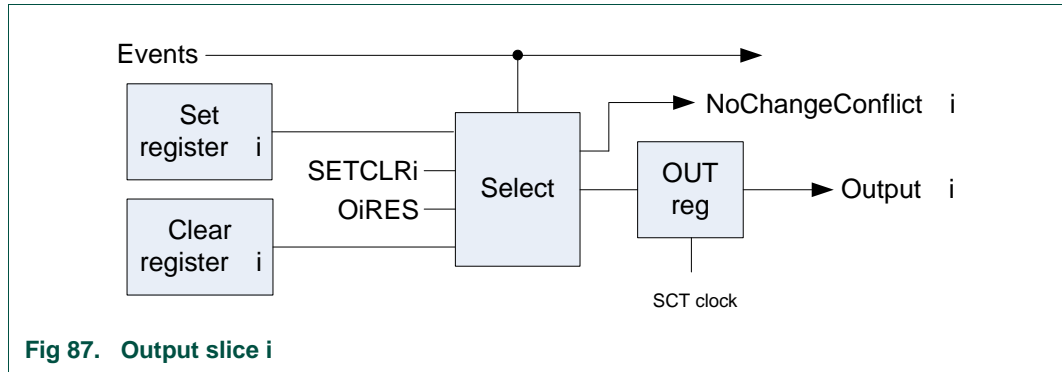 Events
Set
register i
NoChangeConflict i
SETCLRi
OiRES
Select
OUT
reg
Output i
Clear
register i
SCT clock
Fig 87. Output slice i